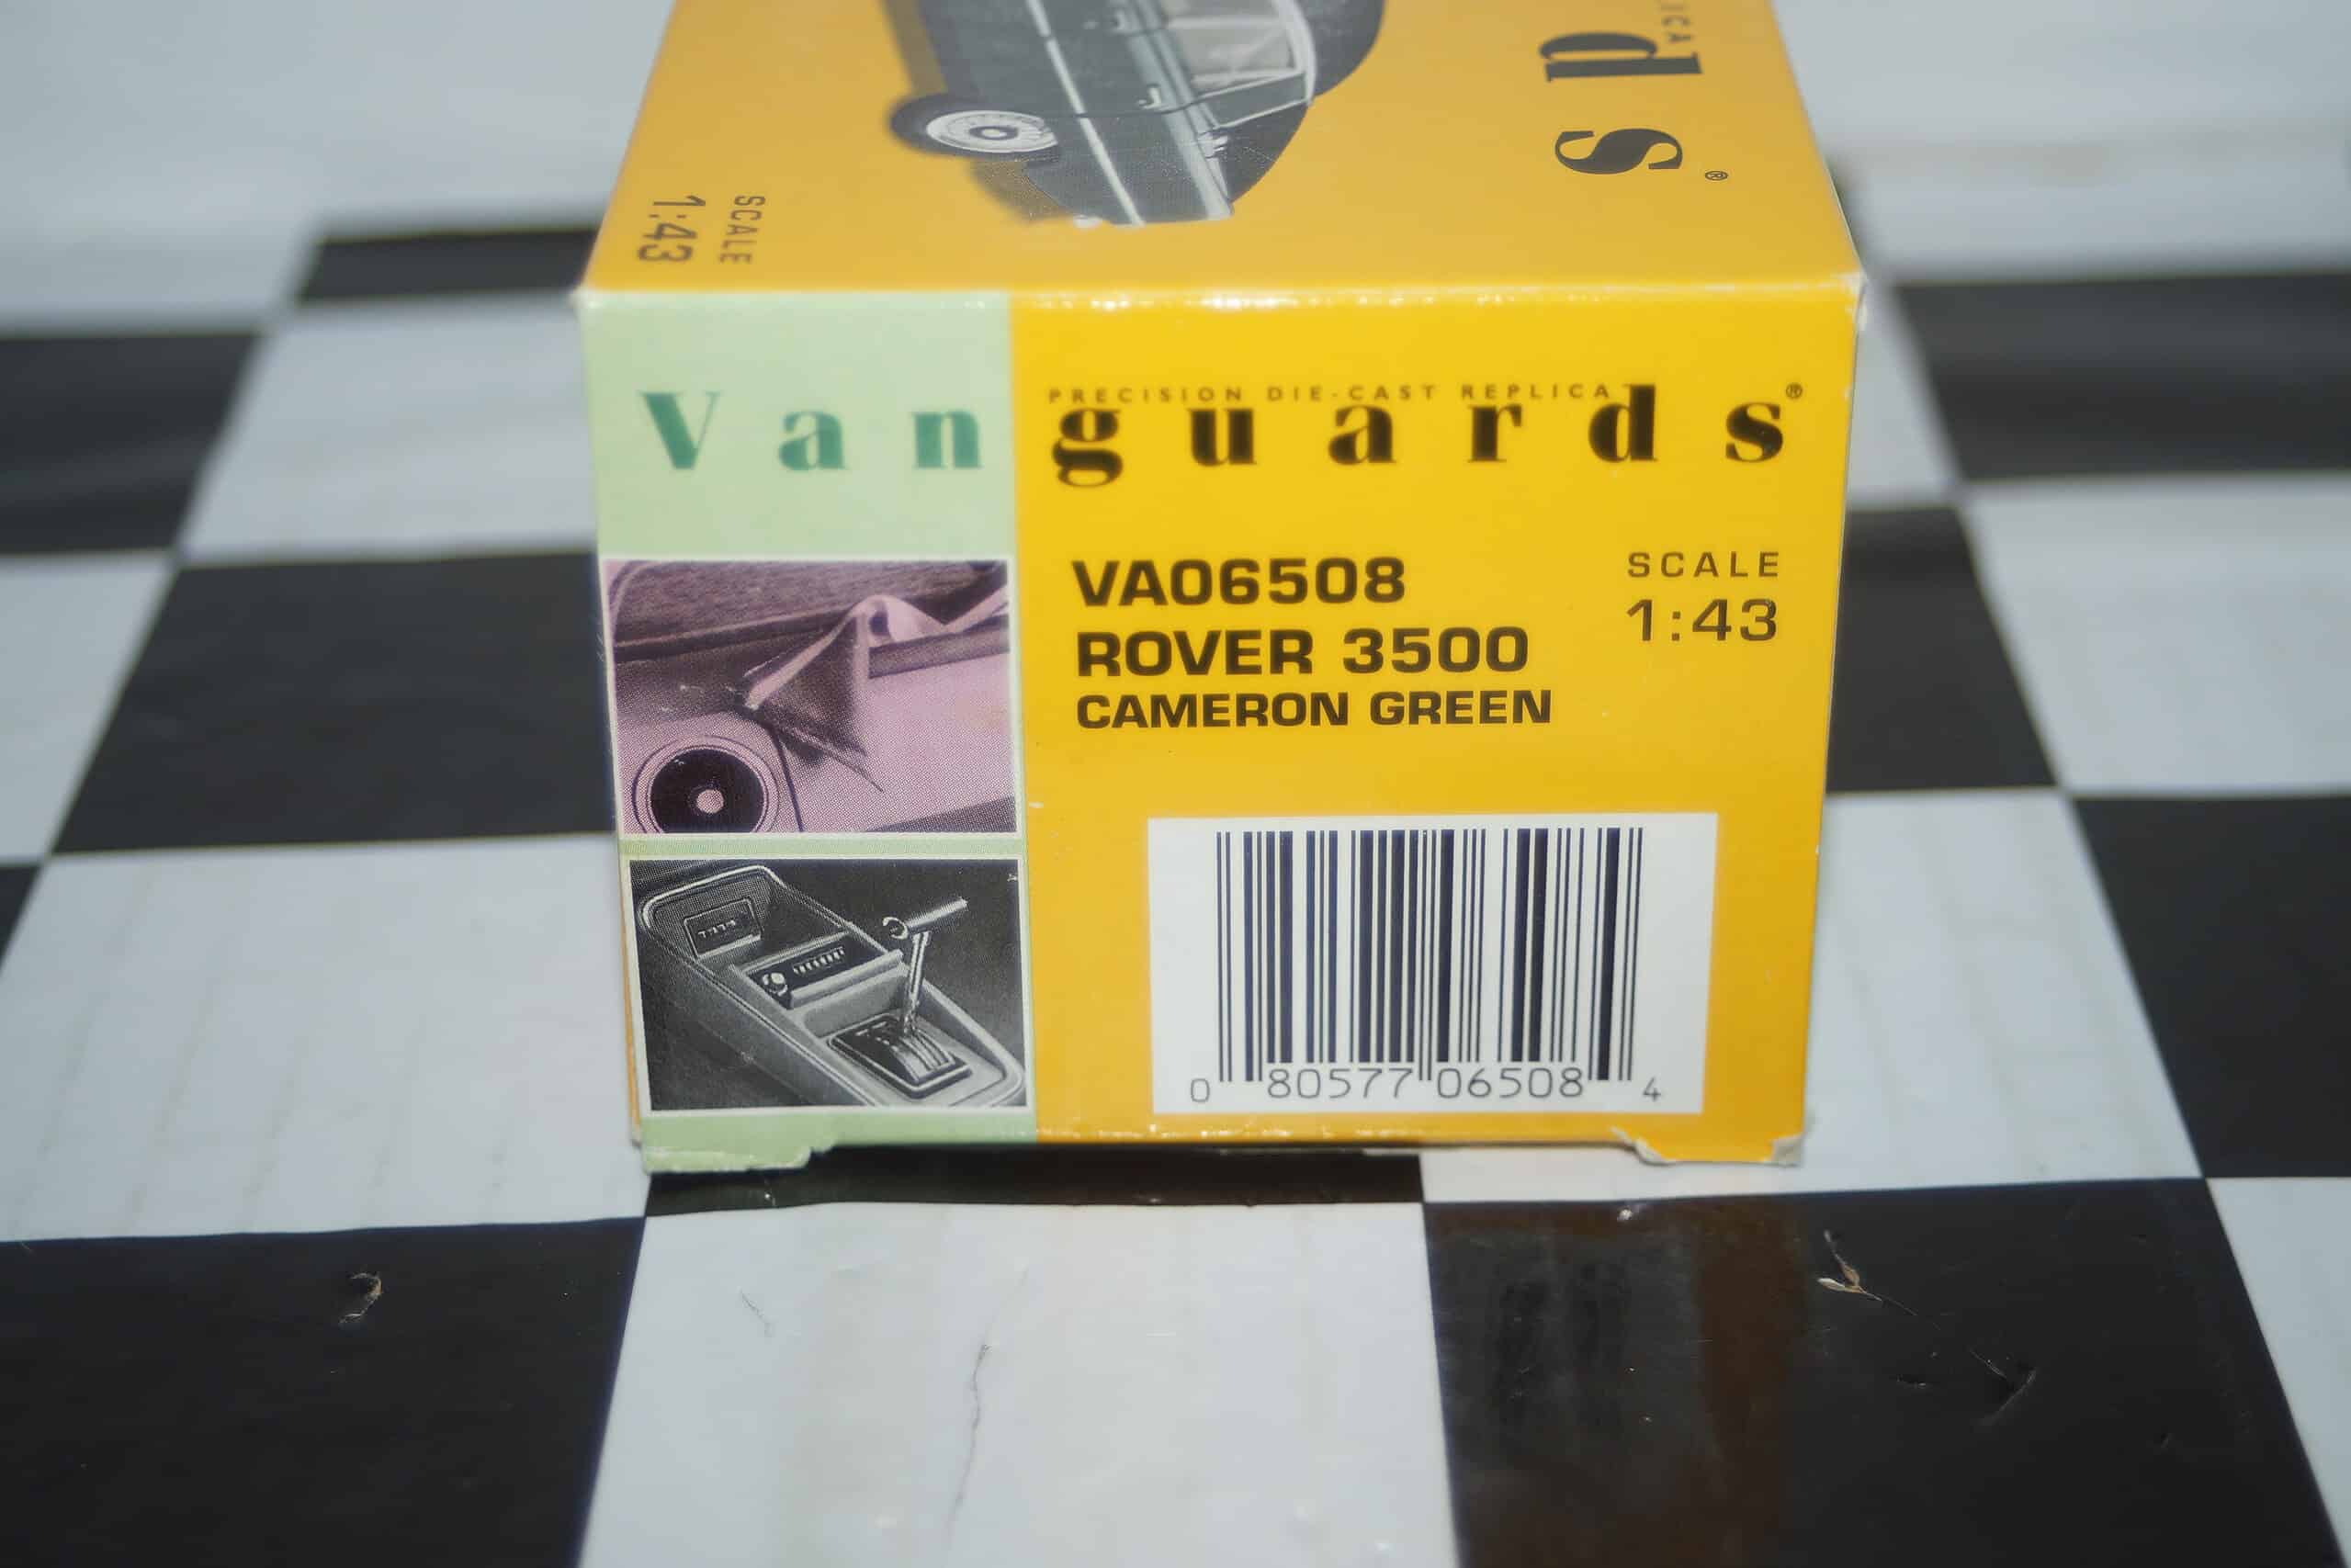 ds®
SCALE
1:43
Vanguards®
PRECISION DIE-CAST REPLICA
VA06508
ROVER 3500
CAMERON GREEN
SCALE
1:43
0 80577 06508 4